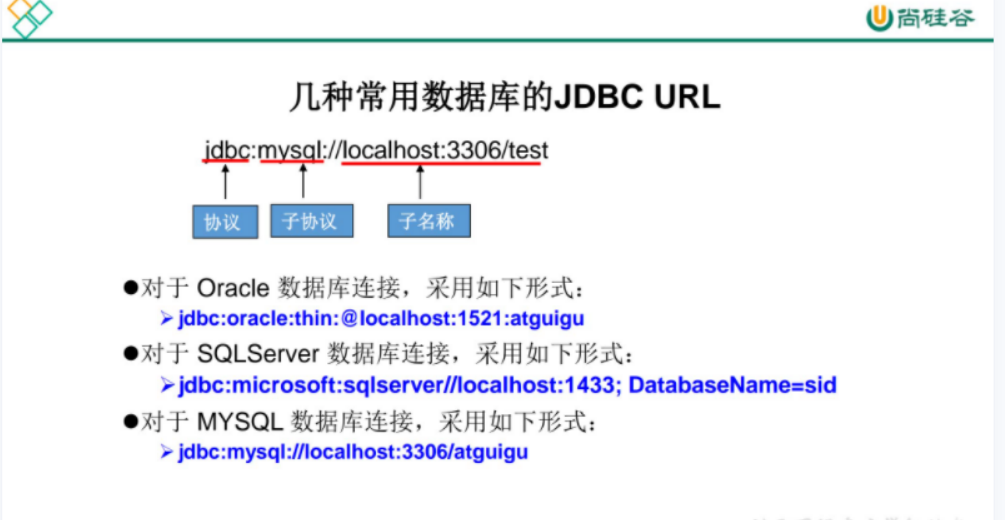 尚硅谷
几种常用数据库的JDBC URL
jdbc:mysql://localhost:3306/test
协议 子协议 子名称
●对于 Oracle 数据库连接，采用如下形式：
➢jdbc:oracle:thin:@localhost:1521:atguigu
●对于 SQLServer 数据库连接，采用如下形式：
➢jdbc:microsoft:sqlserver//localhost:1433; DatabaseName=sid
●对于 MYSQL 数据库连接，采用如下形式：
➢jdbc:mysql://localhost:3306/atguigu